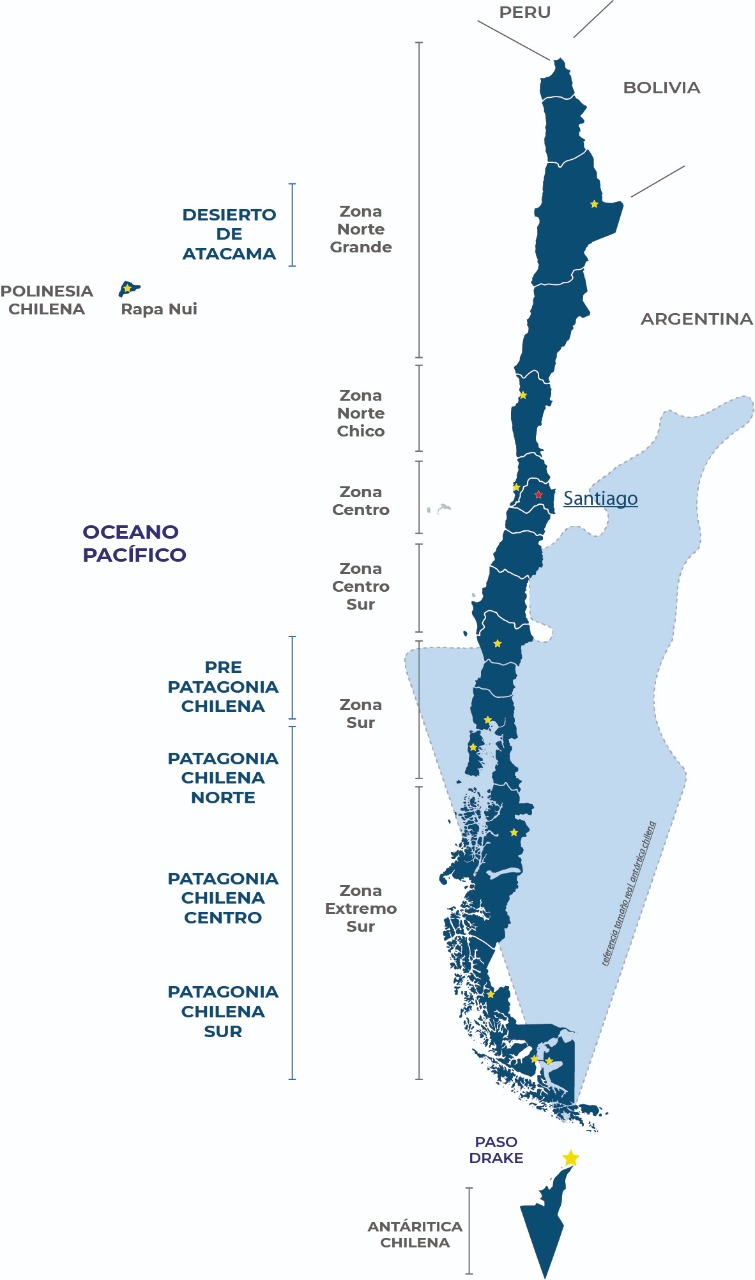 PERU
BOLIVIA
DESIERTO
DE
ATACAMA
Zona
Norte
Grande
POLINESIA
CHILENA
Rapa Nui
ARGENTINA
Zona
Norte
Chico
Zona
Centro
Santiago
OCEANO
PACÍFICO
Zona
Centro
Sur
PRE
PATAGONIA
CHILENA
Zona
Sur
PATAGONIA
CHILENA
NORTE
PATAGONIA
CHILENA
CENTRO
Zona
Extremo
Sur
referencia tamaño real antártica chilena
PATAGONIA
CHILENA
SUR
PASO
DRAKE
ANTÁRITICA
CHILENA